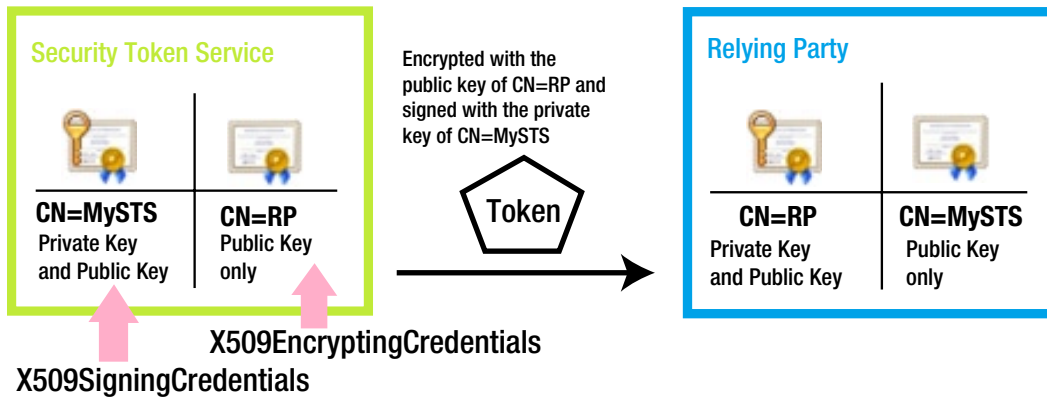 Security Token Service
CN=MySTS
Private Key
and Public Key
CN=RP
Public Key
only
X509EncryptingCredentials
X509SigningCredentials
Encrypted with the
public key of CN=RP and
signed with the private
key of CN=MySTS
Token
Relying Party
CN=RP
Private Key
and Public Key
CN=MySTS
Public Key
only